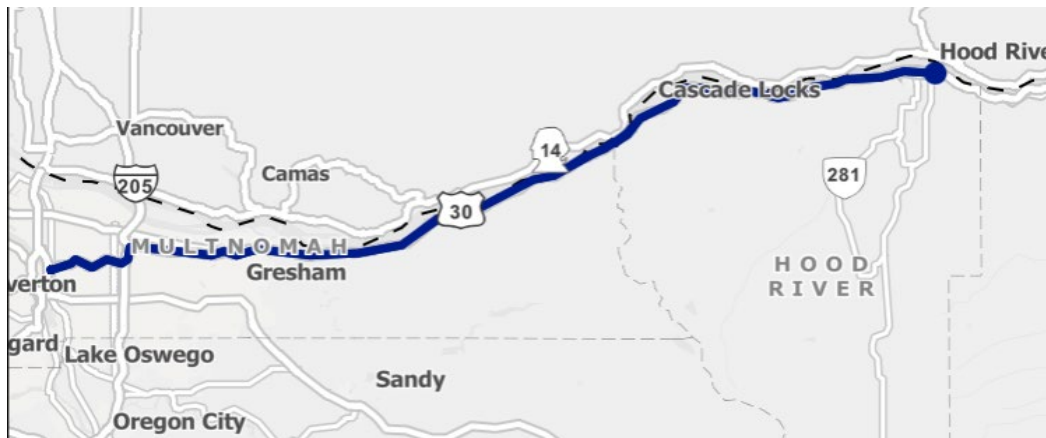 Hood Rive
Cascade Locks
Vancouver
14
Camas
281
205
30
MULTNOMAH
Gresham
HOOD
RIVER
verton
gard
Lake Oswego
Sandy
Oregon City